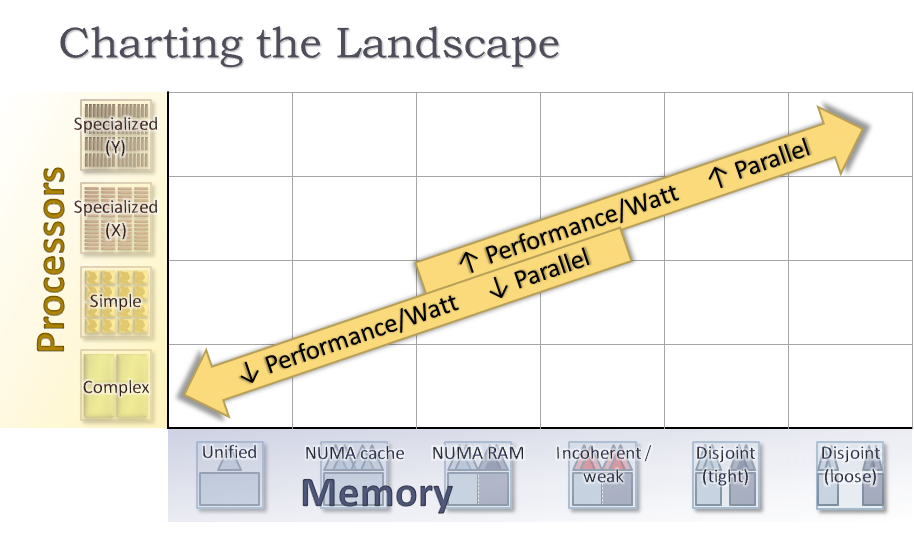 Charting the Landscape
Processors
Specialized
(Y)
Specialized
(X)
Simple
Complex
↑ Performance/Watt ↑ Parallel
↓ Performance/Watt ↓ Parallel
Unified
NUMA cache
NUMA RAM
Incoherent /
weak
Disjoint
(tight)
Disjoint
(loose)
Memory